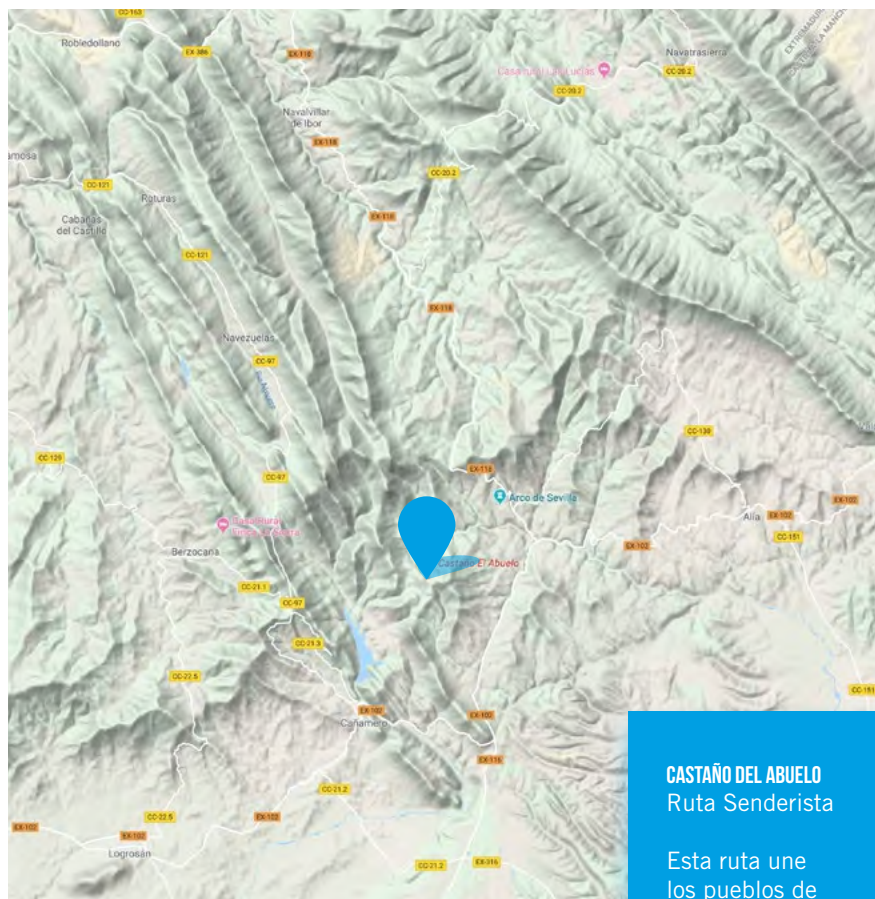 CC-163
EXTREMADURA
Robledollano
EX-386
EX-118
Navatrasierra
CC-20.2
CC-20.2
Navalvillar
de Ibor
EX-118
CC-20.2
amosa
CC-121
Roturas
Cabañas
del Castillo
EX-118
CC-121
EX-118
Navezuelas
CC-97
CC-138
CC-129
CC-97
EX-118
Arco de Sevilla
EX-102
Alía
EX-102
CC-151
Berzocana
EX-102
Castaño El Abuelo
CC-21.1
CC-97
CC-21.3
CC-22.5
CC-151
EX-102
EX-102
Cañamero
EX-116
CC-21.2
CC-22.5
EX-102
EX-102
EX-102
Logrosán
CC-21.2
EX-316
CASTAÑO DEL ABUELO
Ruta Senderista
Esta ruta une
los pueblos de